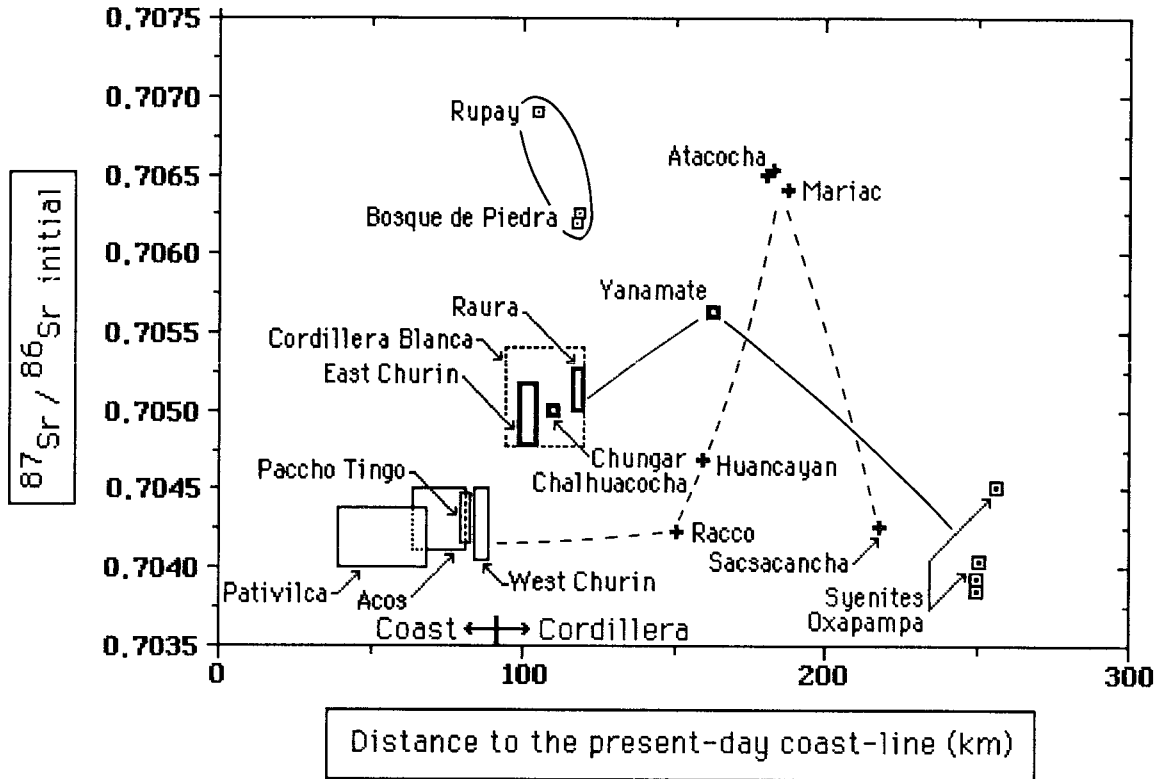 0.7075
0.7070
0.7065
0.7060
0.7055
0.7050
0.7045
0.7040
0.7035
87Sr / 86Sr initial
Rupay
Bosque de Piedra
Atacocha
Mariac
Yanamate
Raura
Cordillera Blanca
East Churin
Chungar
Chalhuacocha
Huancayan
Paccho Tingo
Racco
Sacsacancha
Pativilca
Acos
West Churin
Syenites
Oxapampa
Coast
Cordillera
0
100
200
300
Distance to the present-day coast-line (km)